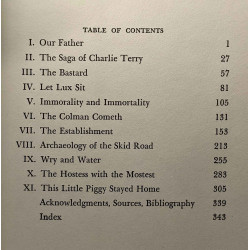 TABLE OF CONTENTS
I. Our Father 1
II. The Saga of Charlie Terry 27
III. The Bastard 57
IV. Let Lux Sit 81
V. Immorality and Immortality 105
VI. The Colman Cometh 131
VII. The Establishment 153
VIII. Archaeology of the Skid Road 213
IX. Wry and Water 255
X. The Hostess with the Mostest 283
XI. This Little Piggy Stayed Home 305
Acknowledgments, Sources, Bibliography 339
Index 343